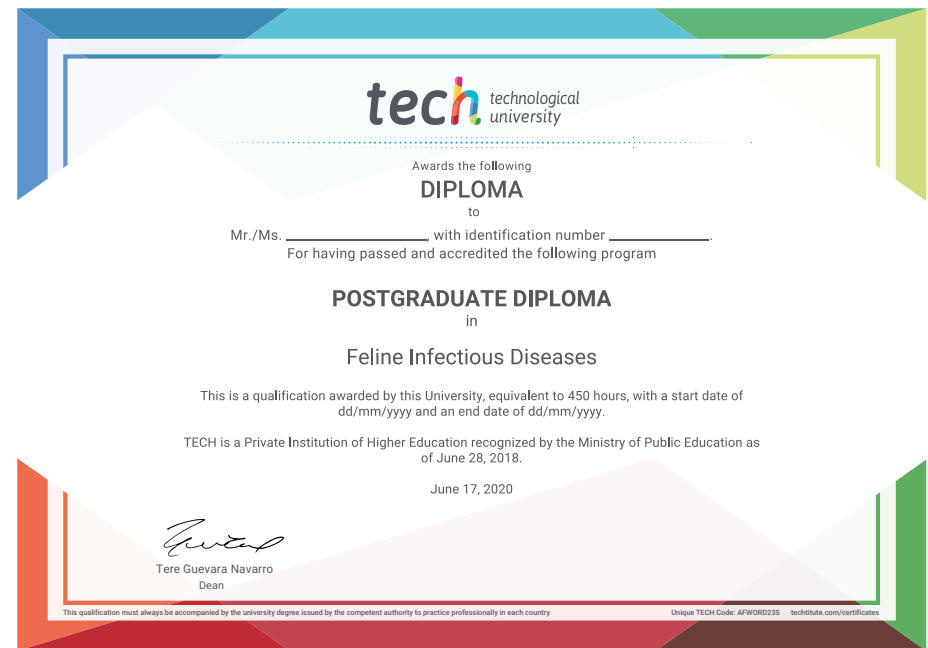 tech technological
university
Awards the following
DIPLOMA
to
Mr./Ms. ____________________, with identification number ______________.
For having passed and accredited the following program
POSTGRADUATE DIPLOMA
in
Feline Infectious Diseases
This is a qualification awarded by this University, equivalent to 450 hours, with a start date of
dd/mm/yyyy and an end date of dd/mm/yyyy.
TECH is a Private Institution of Higher Education recognized by the Ministry of Public Education as
of June 28, 2018.
June 17, 2020
Tere Guevara Navarro
Dean
This qualification must always be accompanied by the university degree issued by the competent authority to practice professionally in each country. Unique TECH Code: AFWORD23S techtitute.com/certificates